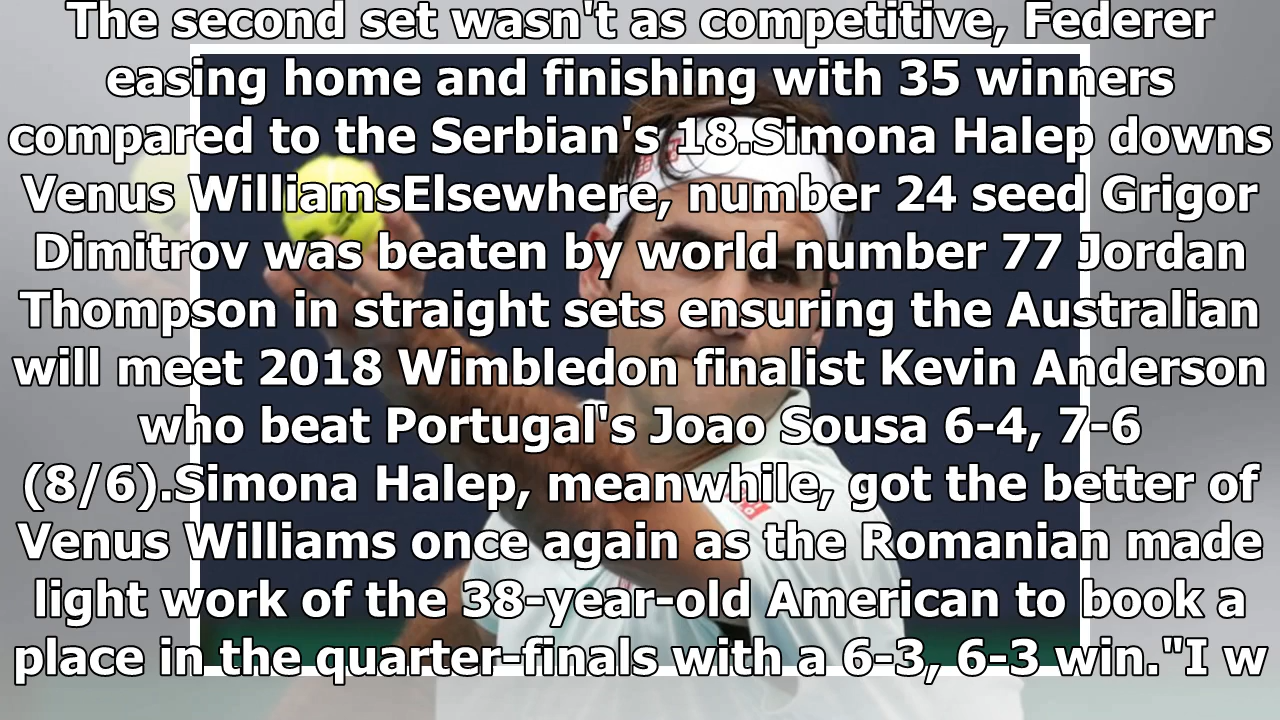 The second set wasn't as competitive, Federer
easing home and finishing with 35 winners
compared to the Serbian's 18.Simona Halep downs
Venus WilliamsElsewhere, number 24 seed Grigor
Dimitrov was beaten by world number 77 Jordan
Thompson in straight sets ensuring the Australian
will meet 2018 Wimbledon finalist Kevin Anderson
who beat Portugal's Joao Sousa 6-4, 7-6
(8/6).Simona Halep, meanwhile, got the better of
Venus Williams once again as the Romanian made
light work of the 38-year-old American to book a
place in the quarter-finals with a 6-3, 6-3 win."I w